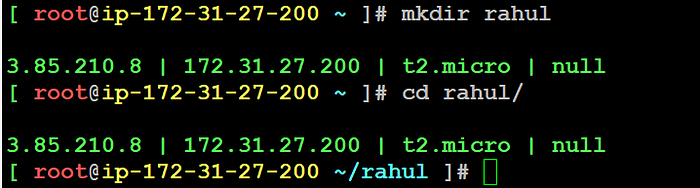 [ root@ip-172-31-27-200 ~ ]# mkdir rahul
3.85.210.8 | 172.31.27.200 | t2.micro | null
[ root@ip-172-31-27-200 ~ ]# cd rahul/
3.85.210.8 | 172.31.27.200 | t2.micro | null
[ root@ip-172-31-27-200 ~/rahul ]#